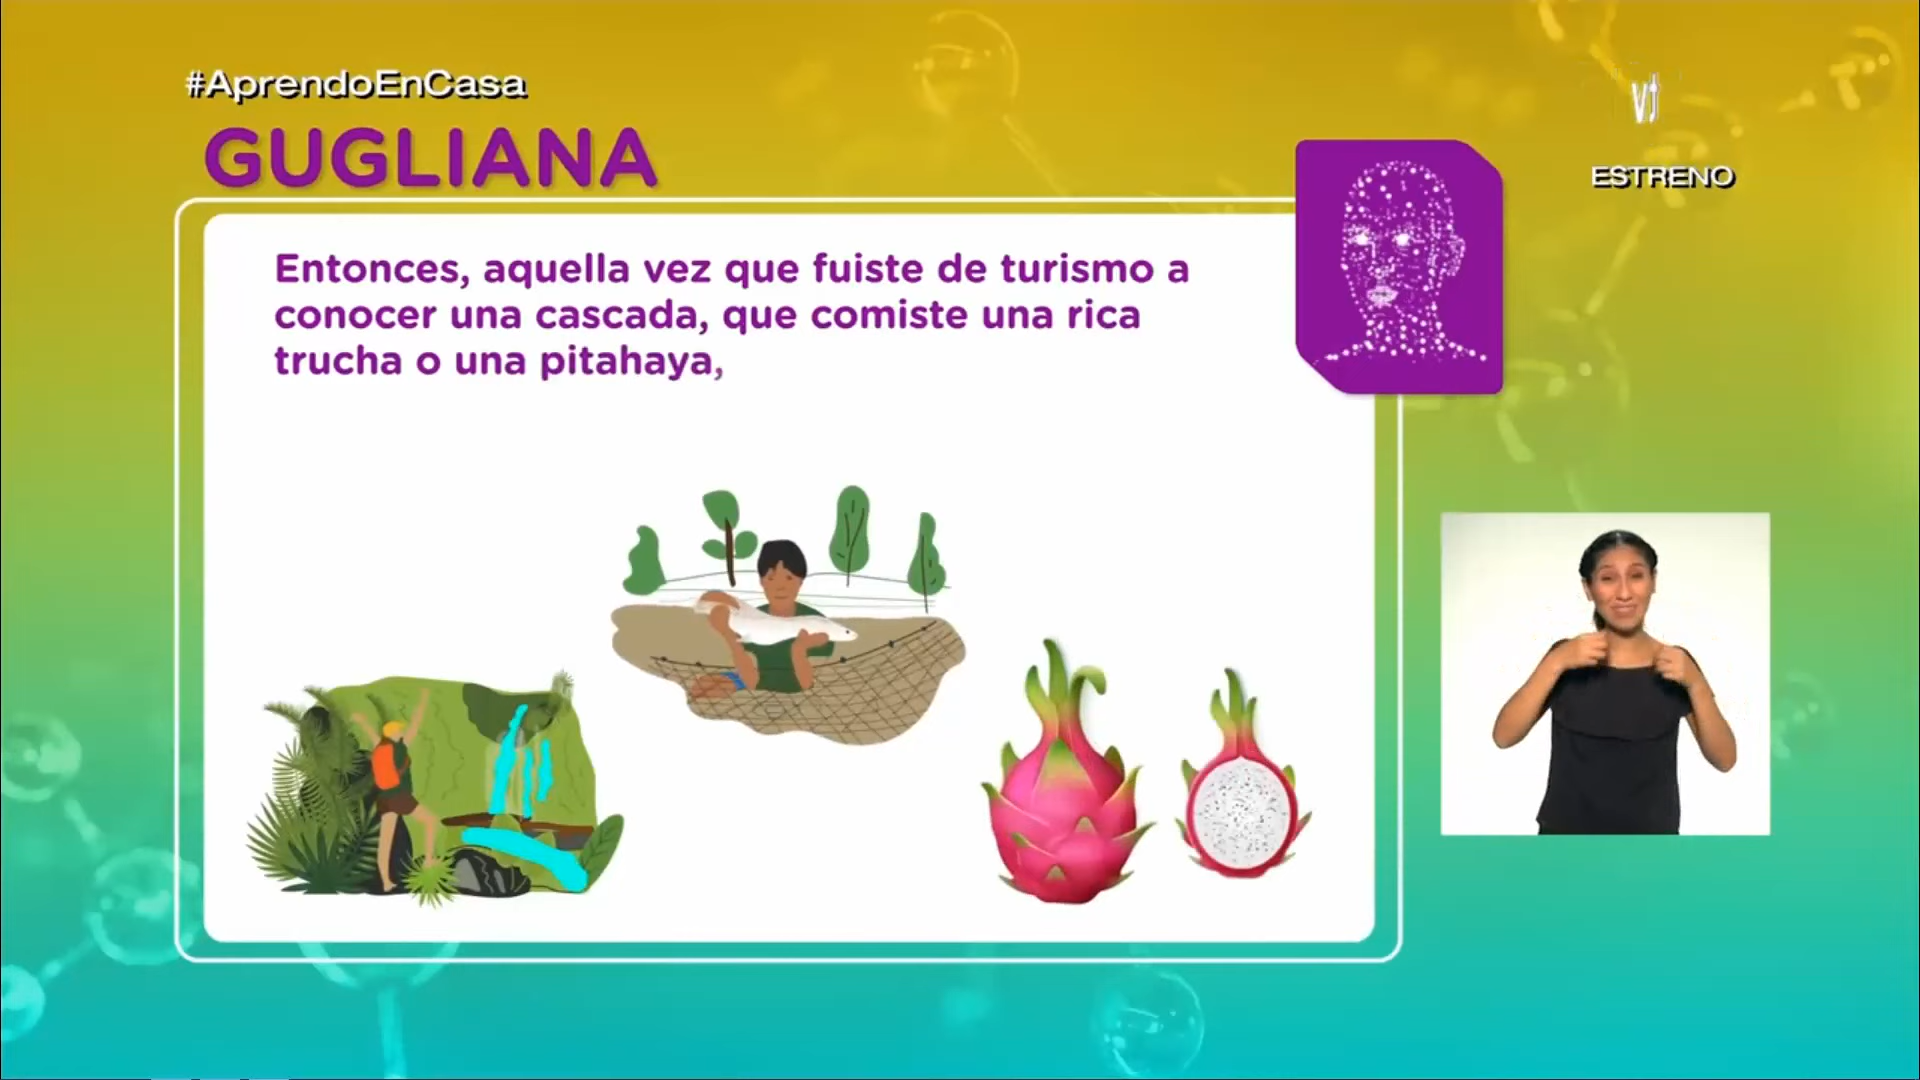 #AprendoEnCasa
GUGLIANA
ESTRENO
Entonces, aquella vez que fuiste de turismo a
conocer una cascada, que comiste una rica
trucha o una pitahaya,